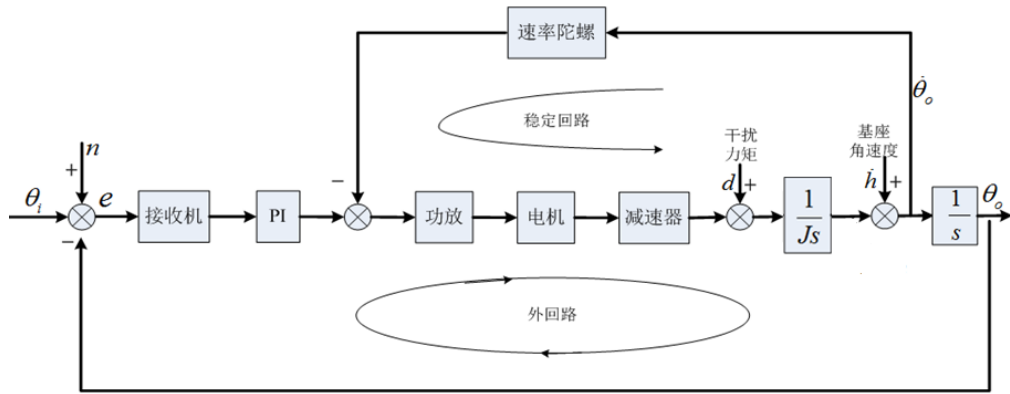 速率陀螺
θ̇ₒ
稳定回路
干扰
力矩
基座
角速度
n
+
−
d
+
ḣ
+
θᵢ
e
接收机
PI
功放
电机
减速器
1
Js
1
s
θₒ
−
外回路